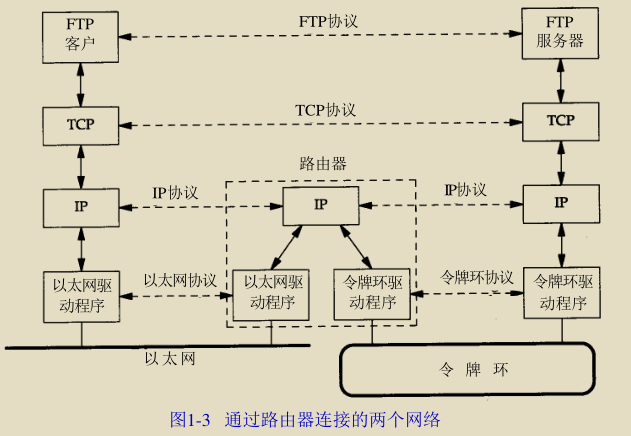 FTP
客户
FTP协议
FTP
服务器
TCP
TCP协议
TCP
路由器
IP
IP协议
IP
IP协议
IP
以太网驱
动程序
以太网协议
以太网驱
动程序
令牌环驱
动程序
令牌环协议
令牌环驱
动程序
以太网
令牌环
图1-3 通过路由器连接的两个网络